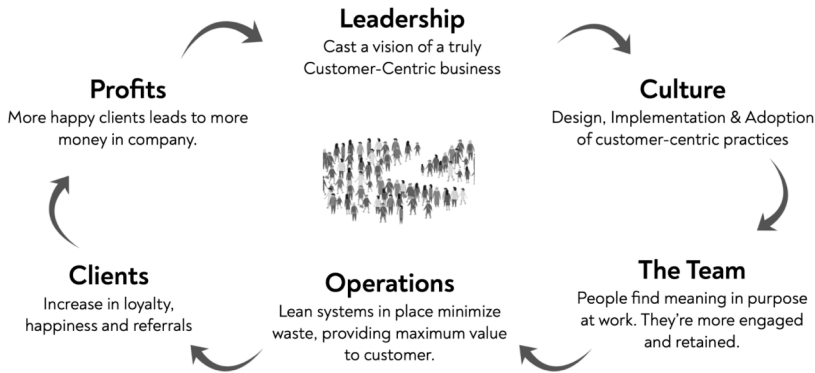 Leadership
Cast a vision of a truly
Customer-Centric business
Culture
Design, Implementation & Adoption
of customer-centric practices
The Team
People find meaning in purpose
at work. They're more engaged
and retained.
Operations
Lean systems in place minimize
waste, providing maximum value
to customer.
Clients
Increase in loyalty,
happiness and referrals
Profits
More happy clients leads to more
money in company.